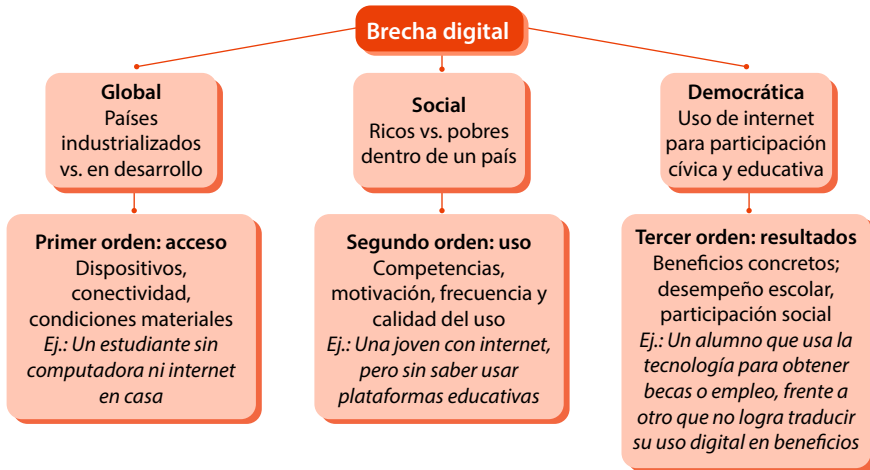 Brecha digital
Global
Países
industrializados
vs. en desarrollo
Social
Ricos vs. pobres
dentro de un país
Democrática
Uso de internet
para participación
cívica y educativa
Primer orden: acceso
Dispositivos,
conectividad,
condiciones materiales
Ej.: Un estudiante sin
computadora ni internet
en casa
Segundo orden: uso
Competencias,
motivación, frecuencia y
calidad del uso
Ej.: Una joven con internet,
pero sin saber usar
plataformas educativas
Tercer orden: resultados
Beneficios concretos;
desempeño escolar,
participación social
Ej.: Un alumno que usa la
tecnología para obtener
becas o empleo, frente a
otro que no logra traducir
su uso digital en beneficios